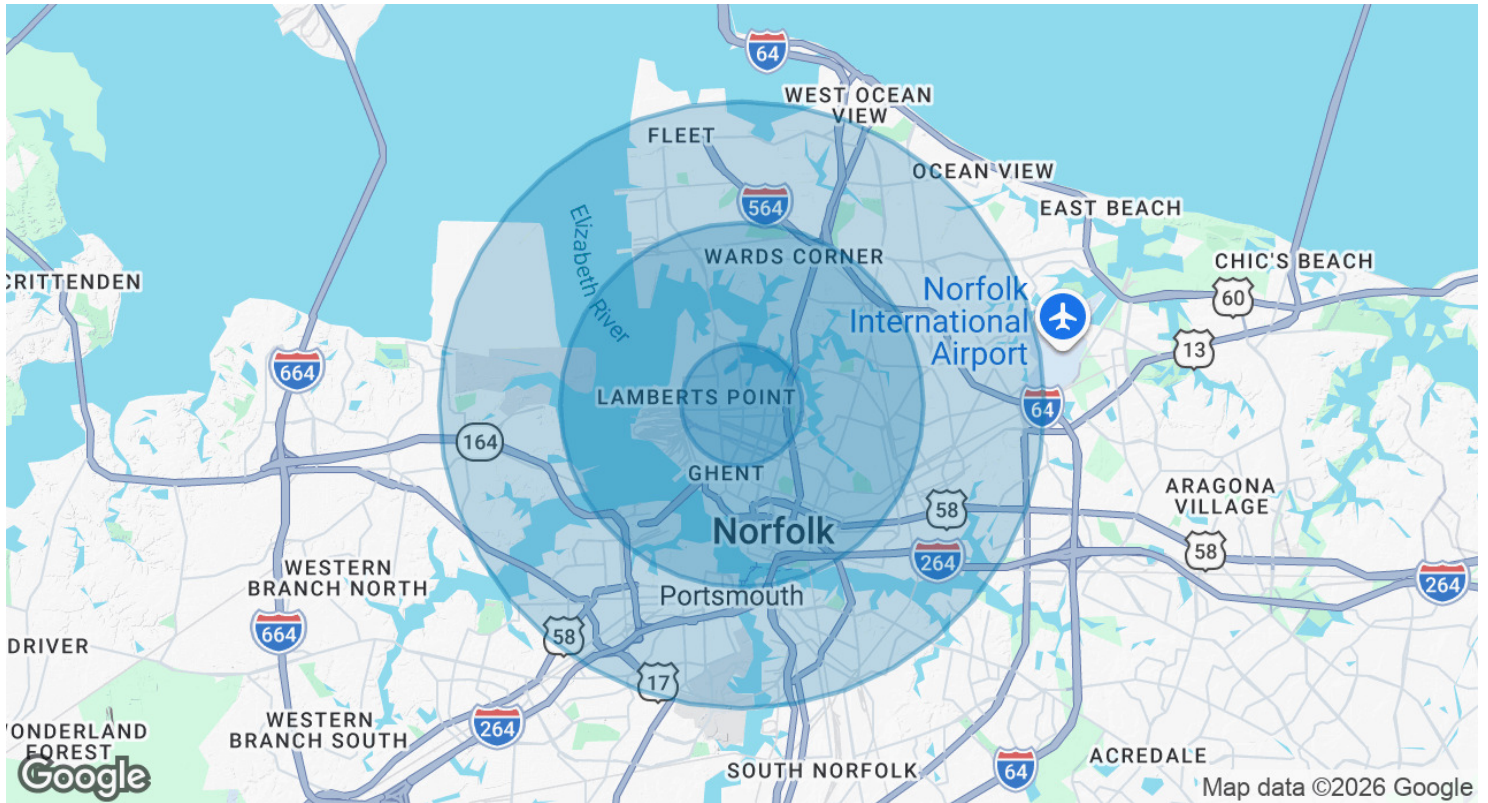 64
WEST OCEAN
VIEW
FLEET
OCEAN VIEW
564
EAST BEACH
Elizabeth River
WARDS CORNER
CHIC'S BEACH
CRITTENDEN
60
Norfolk
International
Airport
13
664
LAMBERTS POINT
64
164
GHENT
ARAGONA
VILLAGE
58
Norfolk
58
264
WESTERN
BRANCH NORTH
264
Portsmouth
664
58
DRIVER
17
WESTERN
BRANCH SOUTH
264
VONDERLAND
FOREST
ACREDALE
SOUTH NORFOLK
64
Google
Map data ©2026 Google